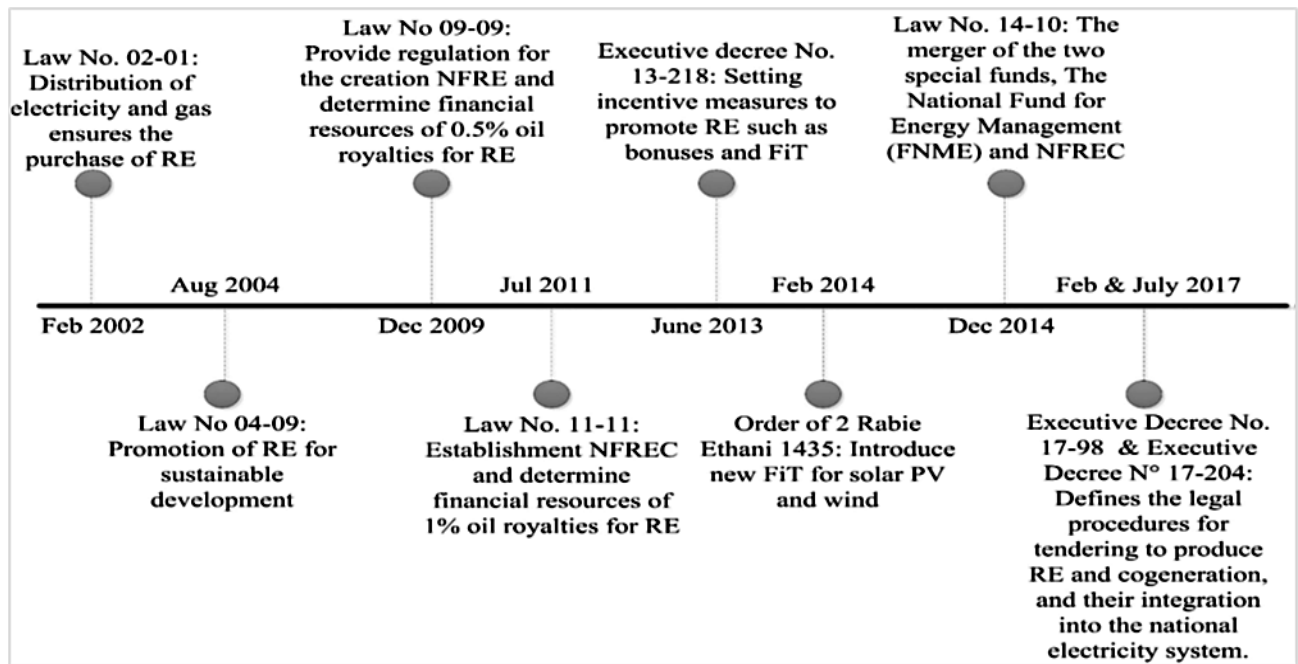 Law No. 02-01:
Distribution of
electricity and gas
ensures the
purchase of RE
Law No 09-09:
Provide regulation for
the creation NFRE and
determine financial
resources of 0.5% oil
royalties for RE
Executive decree No.
13-218: Setting
incentive measures to
promote RE such as
bonuses and FiT
Law No. 14-10: The
merger of the two
special funds, The
National Fund for
Energy Management
(FNME) and NFREC
Aug 2004
Jul 2011
Feb 2014
Feb & July 2017
Feb 2002
Dec 2009
June 2013
Dec 2014
Law No 04-09:
Promotion of RE for
sustainable
development
Law No. 11-11:
Establishment NFREC
and determine
financial resources of
1% oil royalties for RE
Order of 2 Rabie
Ethani 1435: Introduce
new FiT for solar PV
and wind
Executive Decree No.
17-98 & Executive
Decree N° 17-204:
Defines the legal
procedures for
tendering to produce
RE and cogeneration,
and their integration
into the national
electricity system.